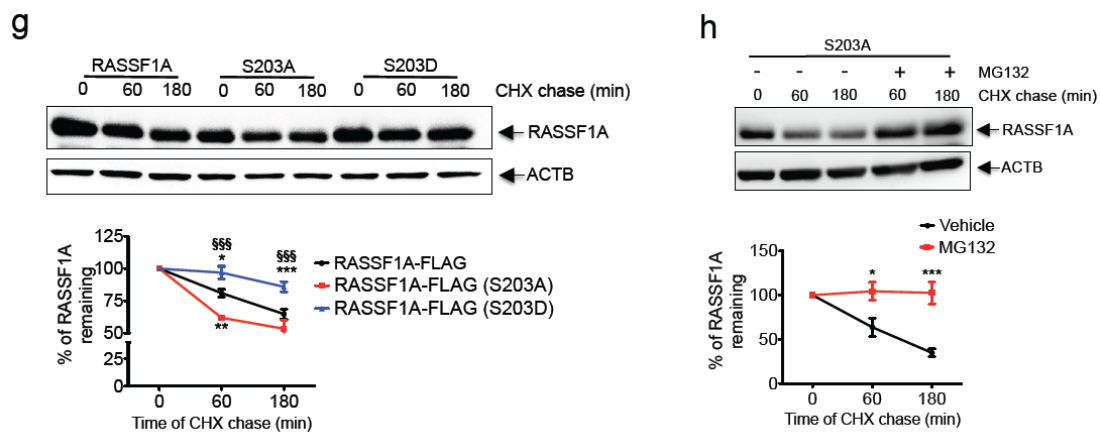 g
RASSF1A S203A S203D
0 60 180 0 60 180 0 60 180 CHX chase (min)
RASSF1A
ACTB
125
100
75
50
25
0
% of RASSF1A
remaining
§§§
*
§§§
***
**
RASSF1A-FLAG
RASSF1A-FLAG (S203A)
RASSF1A-FLAG (S203D)
0 60 180
Time of CHX chase (min)
h
S203A
- - - + + MG132
0 60 180 60 180 CHX chase (min)
RASSF1A
ACTB
Vehicle
MG132
150
100
50
0
% of RASSF1A
remaining
* ***
0 60 180
Time of CHX chase (min)